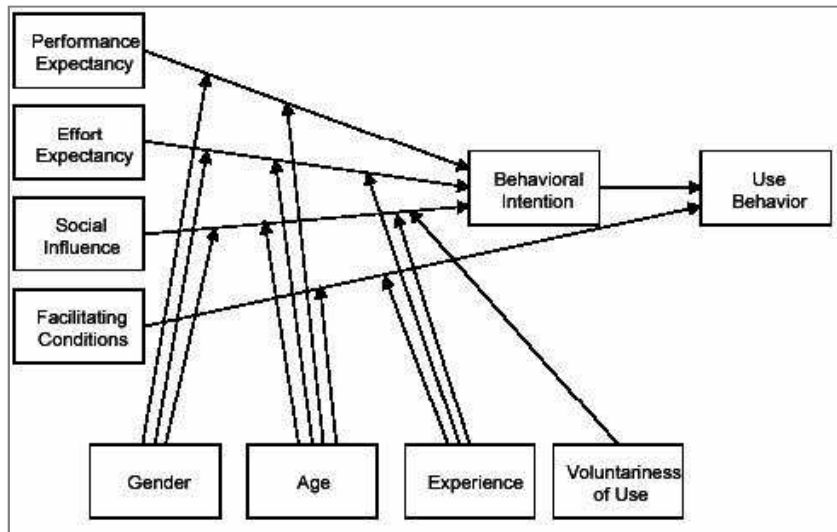 Performance
Expectancy
Effort
Expectancy
Social
Influence
Facilitating
Conditions
Behavioral
Intention
Use
Behavior
Gender
Age
Experience
Voluntariness
of Use